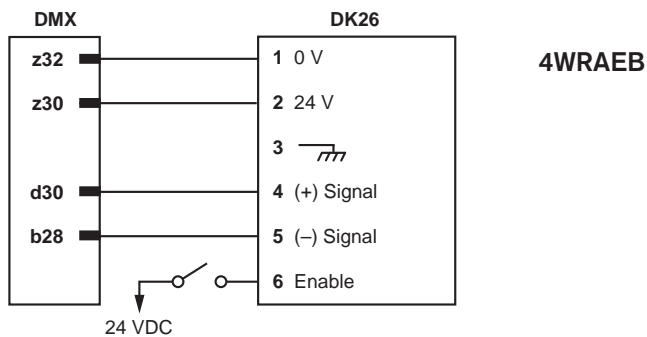 DMX DK26
z32 1 0 V 4WRAEB
z30 2 24 V
3
d30 4 (+) Signal
b28 5 (–) Signal
6 Enable
24 VDC